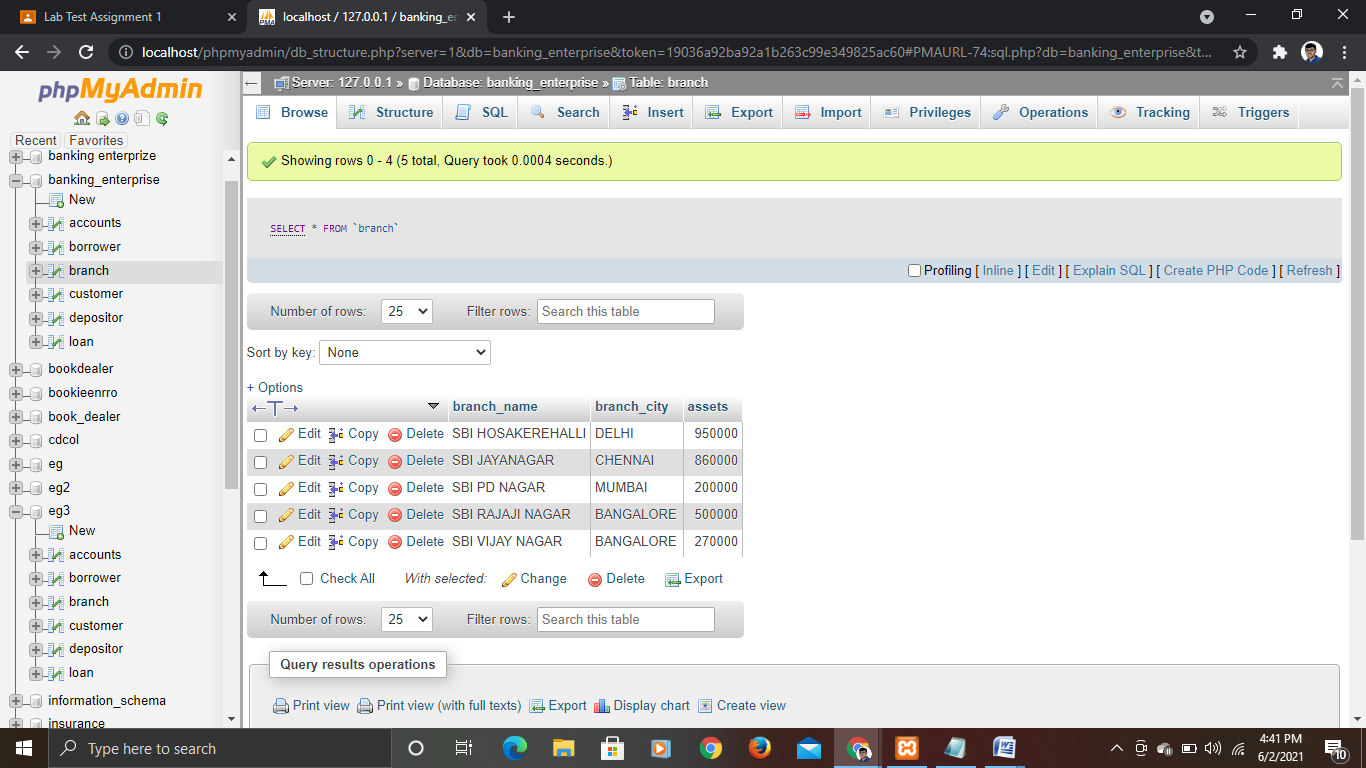 Lab Test Assignment 1
localhost / 127.0.0.1 / banking_er
localhost/phpmyadmin/db_structure.php?server=1&db=banking_enterprise&token=19036a92ba92a1b263c99e349825ac60#PMAURL-74:sql.php?db=banking_enterprise&t...
phpMyAdmin
Recent Favorites
banking enterprize
banking_enterprise
New
accounts
borrower
branch
customer
depositor
loan
bookdealer
bookieenrro
book_dealer
cdcol
eg
eg2
eg3
New
accounts
borrower
branch
customer
depositor
loan
information_schema
insurance
Server: 127.0.0.1 » Database: banking_enterprise » Table: branch
Browse Structure SQL Search Insert Export Import Privileges Operations Tracking Triggers
Showing rows 0 - 4 (5 total, Query took 0.0004 seconds.)
SELECT * FROM `branch`
Profiling [ Inline ] [ Edit ] [ Explain SQL ] [ Create PHP Code ] [ Refresh ]
Number of rows: 25 Filter rows: Search this table
Sort by key: None
+ Options
←T→ branch_name branch_city assets
Edit Copy Delete SBI HOSAKEREHALLI DELHI 950000
Edit Copy Delete SBI JAYANAGAR CHENNAI 860000
Edit Copy Delete SBI PD NAGAR MUMBAI 200000
Edit Copy Delete SBI RAJAJI NAGAR BANGALORE 500000
Edit Copy Delete SBI VIJAY NAGAR BANGALORE 270000
Check All With selected: Change Delete Export
Number of rows: 25 Filter rows: Search this table
Query results operations
Print view Print view (with full texts) Export Display chart Create view
Type here to search
4:41 PM
6/2/2021
10